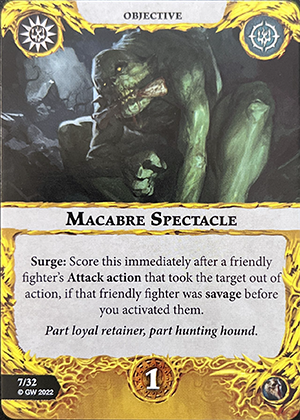 OBJECTIVE
MACABRE SPECTACLE
Surge: Score this immediately after a friendly
fighter's Attack action that took the target out of
action, if that friendly fighter was savage before
you activated them.
Part loyal retainer, part hunting hound.
7/32
© GW 2022
1